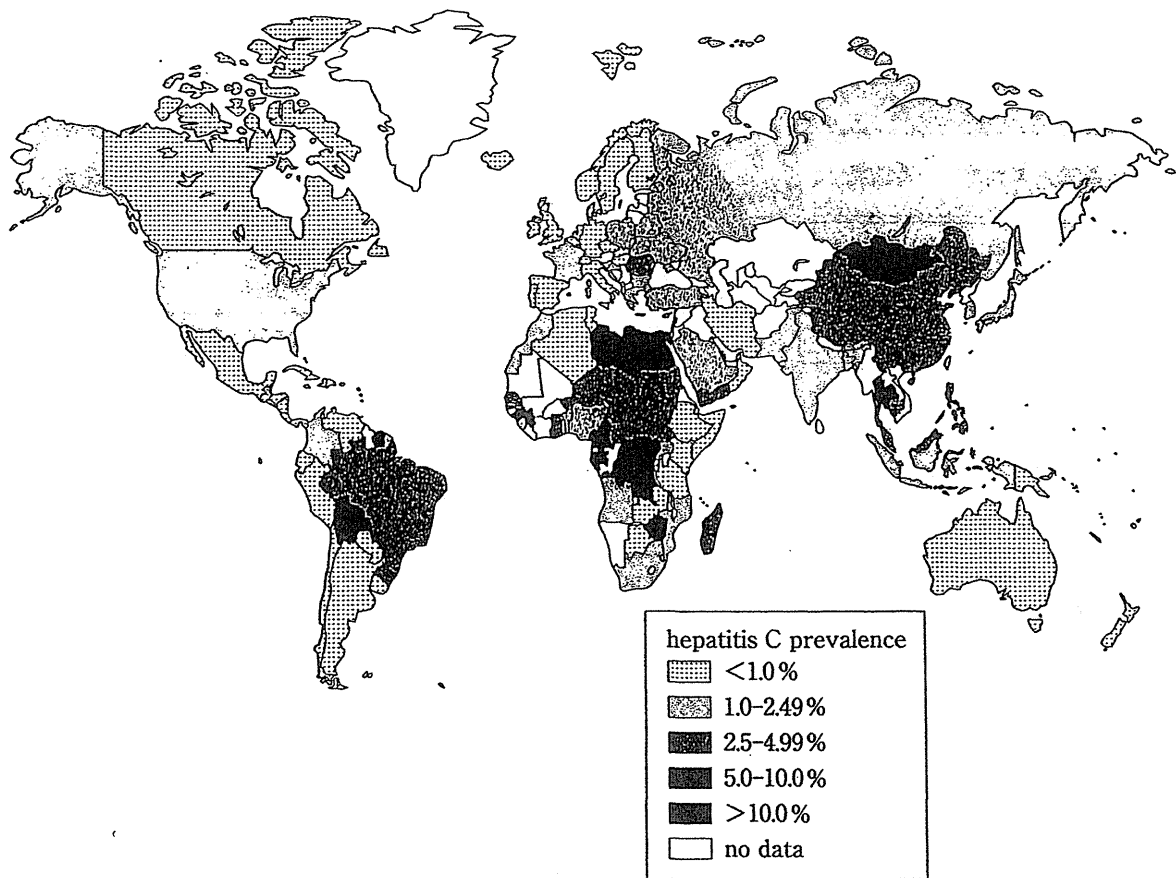 hepatitis C prevalence
<1.0%
1.0–2.49%
2.5–4.99%
5.0–10.0%
>10.0%
no data